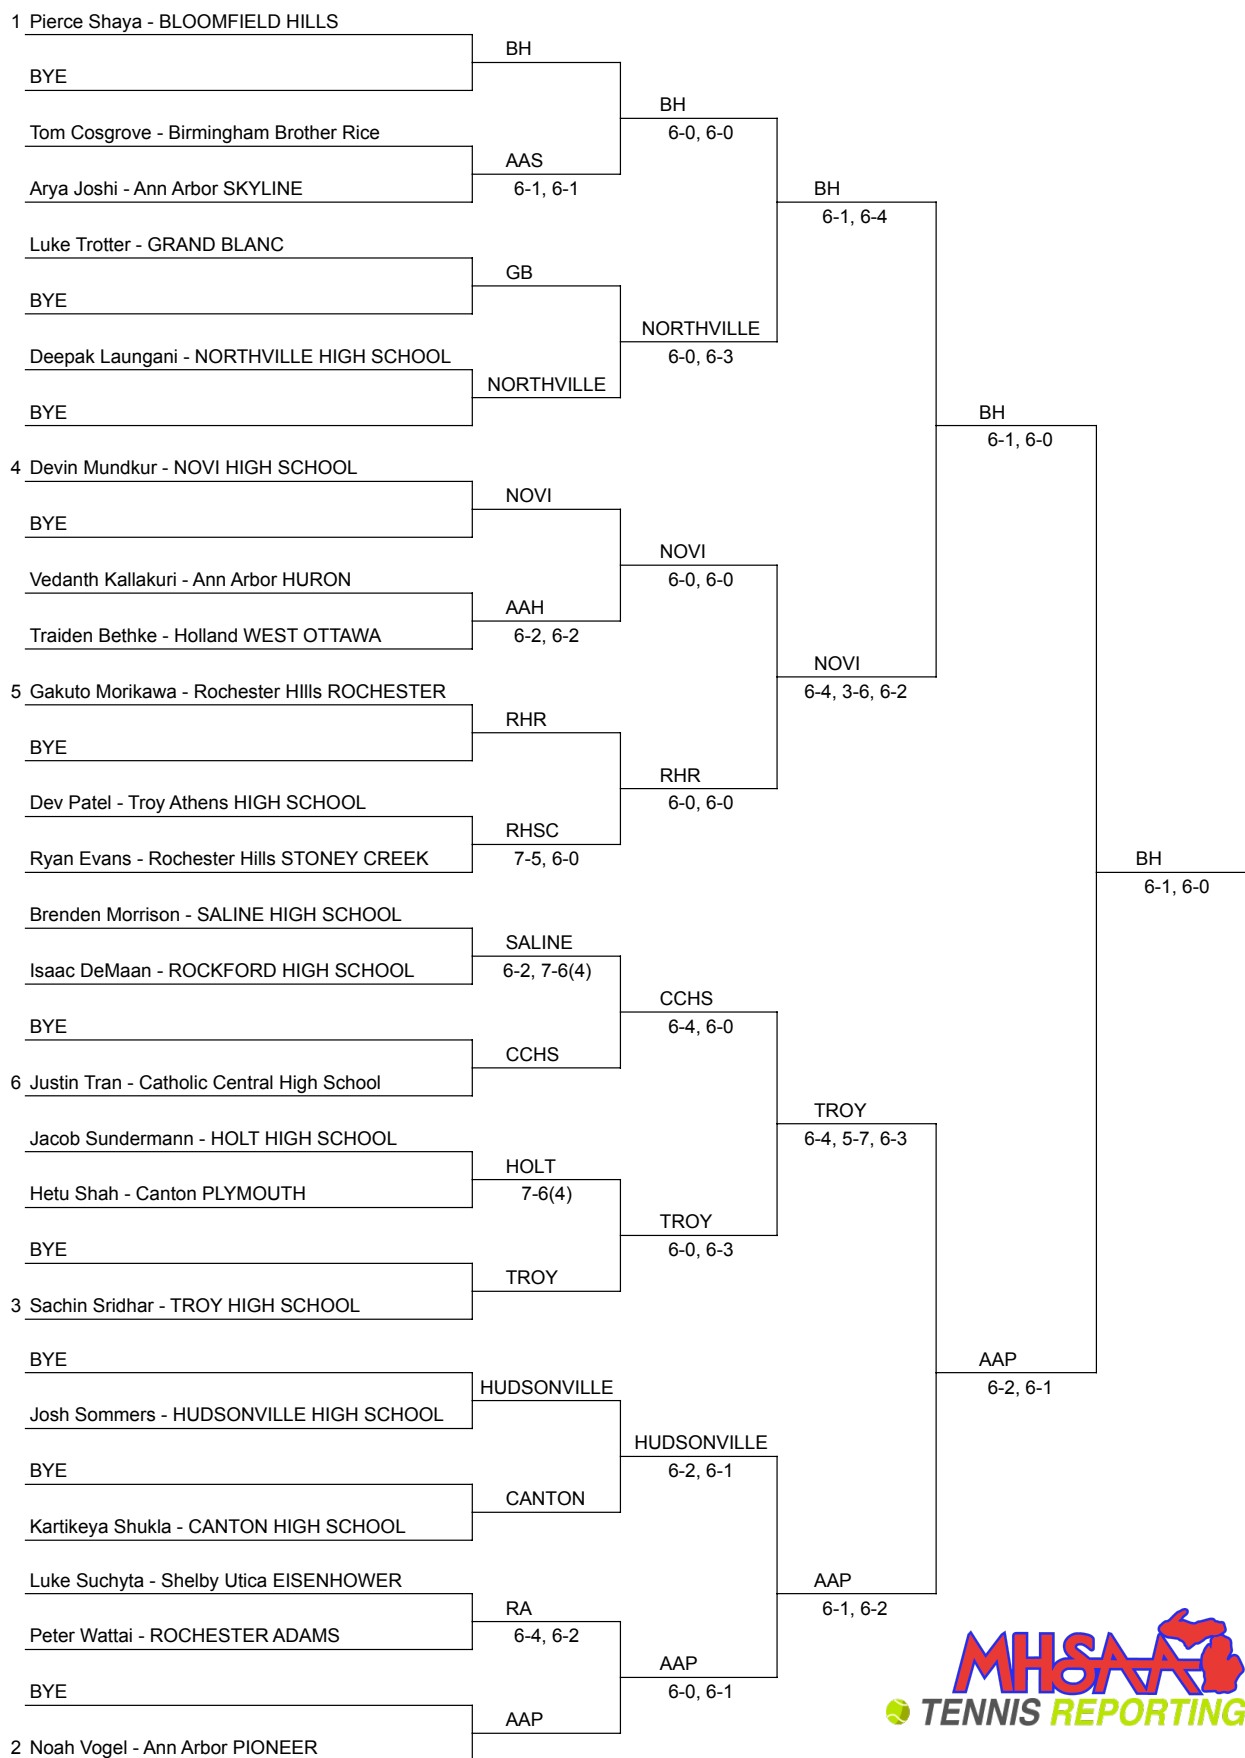 1 Pierce Shaya - BLOOMFIELD HILLS
BH
BYE
BH
6-0, 6-0
Tom Cosgrove - Birmingham Brother Rice
AAS
6-1, 6-1
Arya Joshi - Ann Arbor SKYLINE
BH
6-1, 6-4
Luke Trotter - GRAND BLANC
GB
BYE
NORTHVILLE
6-0, 6-3
Deepak Laungani - NORTHVILLE HIGH SCHOOL
NORTHVILLE
BYE
BH
6-1, 6-0
4 Devin Mundkur - NOVI HIGH SCHOOL
NOVI
BYE
NOVI
6-0, 6-0
Vedanth Kallakuri - Ann Arbor HURON
AAH
6-2, 6-2
Traiden Bethke - Holland WEST OTTAWA
NOVI
6-4, 3-6, 6-2
5 Gakuto Morikawa - Rochester HIlls ROCHESTER
RHR
BYE
RHR
6-0, 6-0
Dev Patel - Troy Athens HIGH SCHOOL
RHSC
7-5, 6-0
Ryan Evans - Rochester Hills STONEY CREEK
BH
6-1, 6-0
Brenden Morrison - SALINE HIGH SCHOOL
SALINE
6-2, 7-6(4)
Isaac DeMaan - ROCKFORD HIGH SCHOOL
CCHS
6-4, 6-0
BYE
CCHS
6 Justin Tran - Catholic Central High School
TROY
6-4, 5-7, 6-3
Jacob Sundermann - HOLT HIGH SCHOOL
HOLT
7-6(4)
Hetu Shah - Canton PLYMOUTH
TROY
6-0, 6-3
BYE
TROY
3 Sachin Sridhar - TROY HIGH SCHOOL
BYE
AAP
6-2, 6-1
HUDSONVILLE
Josh Sommers - HUDSONVILLE HIGH SCHOOL
HUDSONVILLE
6-2, 6-1
BYE
CANTON
Kartikeya Shukla - CANTON HIGH SCHOOL
Luke Suchyta - Shelby Utica EISENHOWER
AAP
6-1, 6-2
RA
6-4, 6-2
Peter Wattai - ROCHESTER ADAMS
AAP
6-0, 6-1
BYE
AAP
2 Noah Vogel - Ann Arbor PIONEER
MHSAA
TENNIS REPORTING